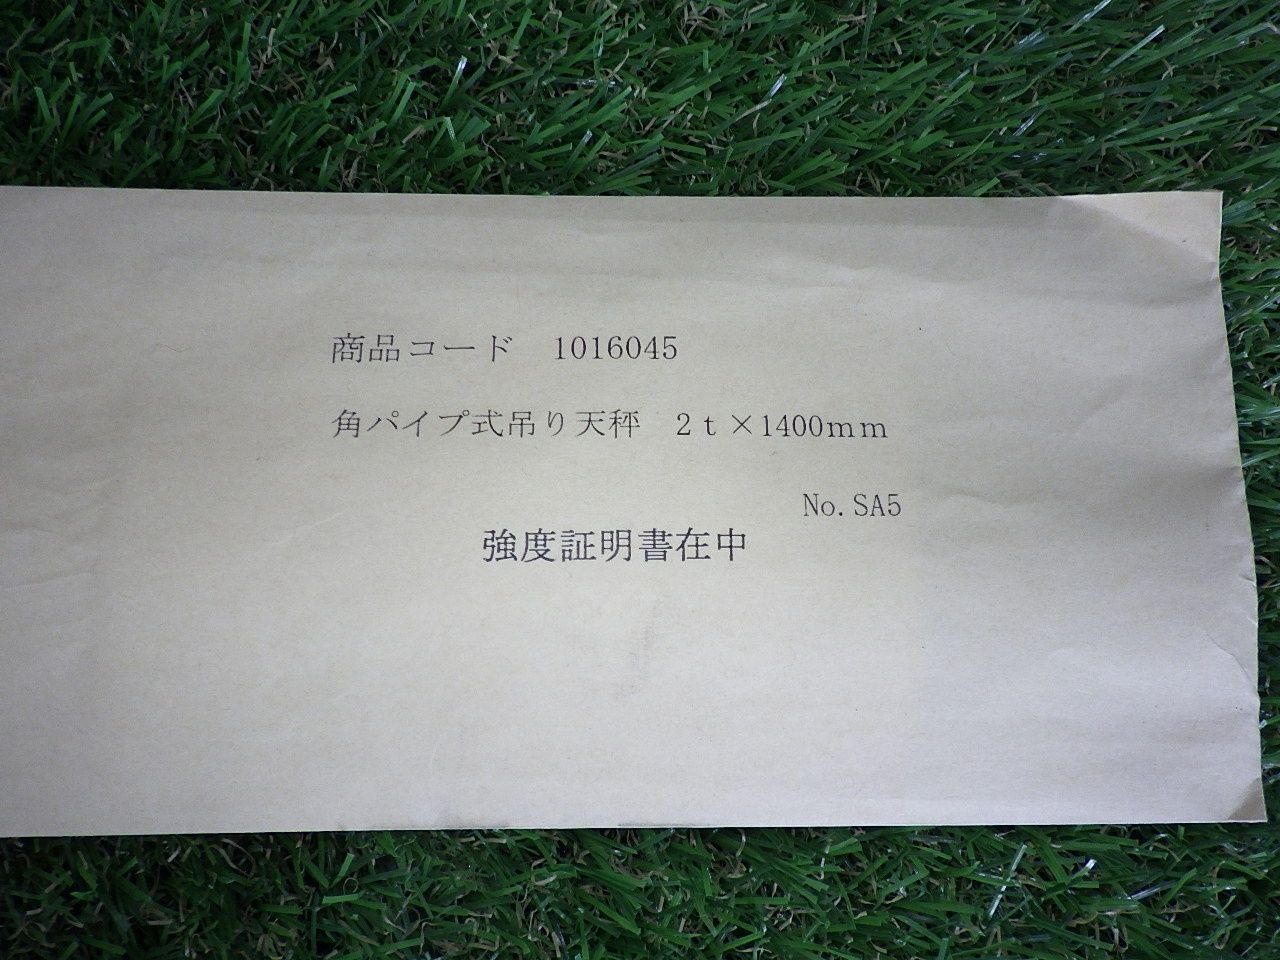 商品コード　1016045
角パイプ式吊り天秤　2ｔ×1400ｍｍ
No.SA5
強度証明書在中